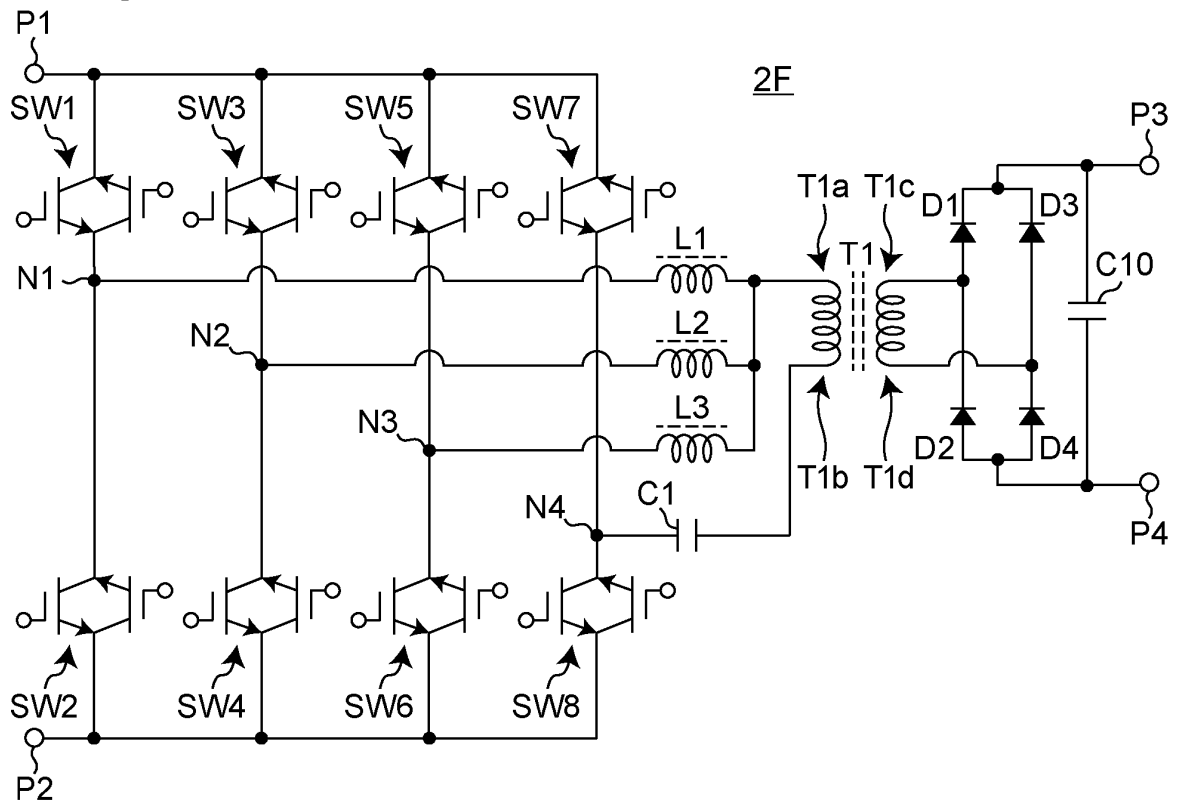 P1
2F
SW1 SW3 SW5 SW7
P3
T1a T1c D1 D3
L1 T1
N1 C10
N2 L2
N3 L3
D2 D4
T1b T1d
N4 C1
P4
SW2 SW4 SW6 SW8
P2